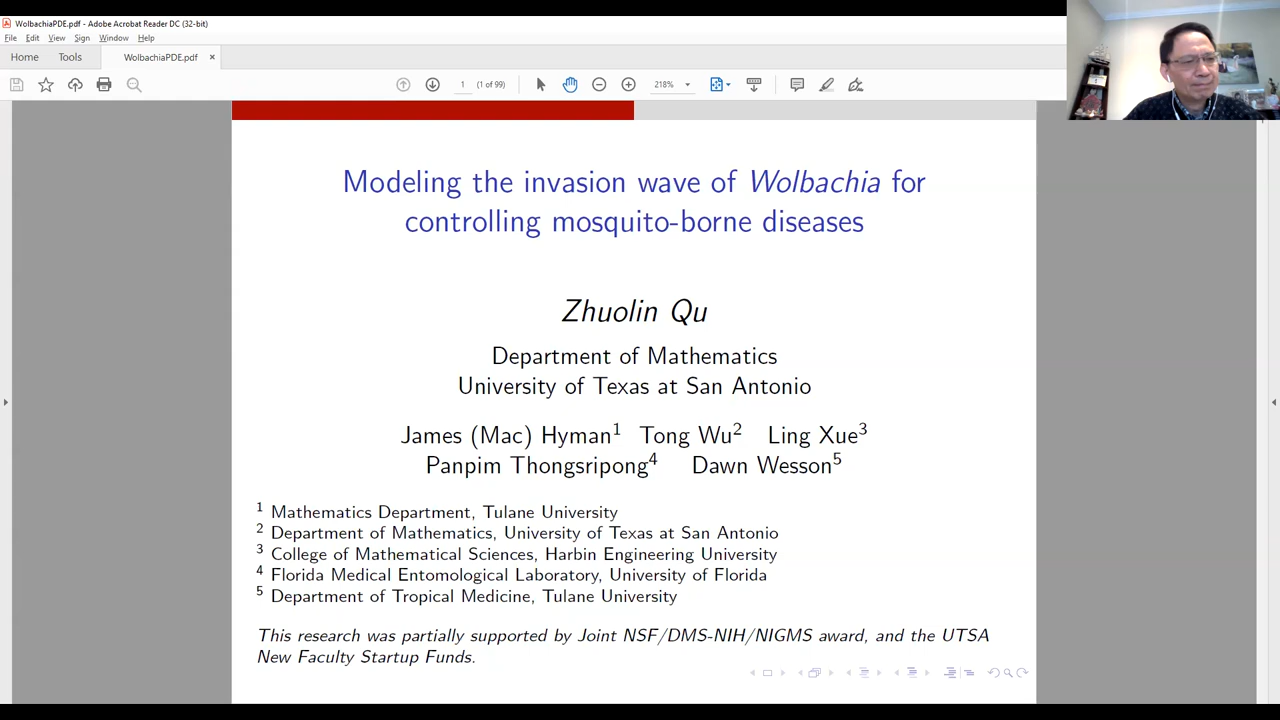 WolbachiaPDE.pdf - Adobe Acrobat Reader DC (32-bit)
File Edit View Sign Window Help
Home Tools WolbachiaPDE.pdf ×
1 (1 of 99) 218%
Modeling the invasion wave of Wolbachia for
controlling mosquito-borne diseases
Zhuolin Qu
Department of Mathematics
University of Texas at San Antonio
James (Mac) Hyman1 Tong Wu2 Ling Xue3
Panpim Thongsripong4 Dawn Wesson5
1 Mathematics Department, Tulane University
2 Department of Mathematics, University of Texas at San Antonio
3 College of Mathematical Sciences, Harbin Engineering University
4 Florida Medical Entomological Laboratory, University of Florida
5 Department of Tropical Medicine, Tulane University
This research was partially supported by Joint NSF/DMS-NIH/NIGMS award, and the UTSA
New Faculty Startup Funds.